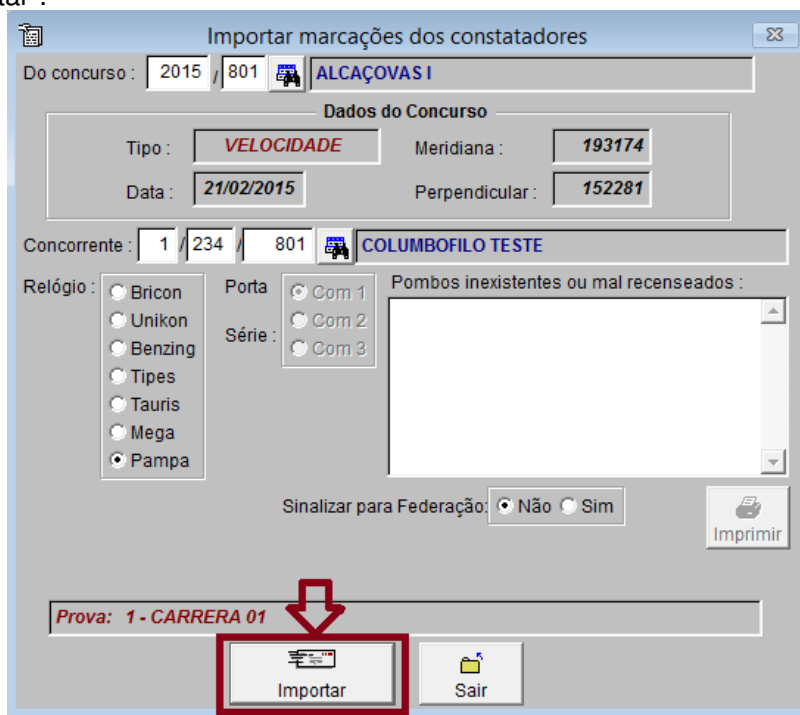 tar :
Importar marcações dos constatadores
Do concurso : 2015 / 801 ALCAÇOVAS I
Dados do Concurso
Tipo : VELOCIDADE Meridiana : 193174
Data : 21/02/2015 Perpendicular : 152281
Concorrente : 1 / 234 / 801 COLUMBOFILO TESTE
Relógio : Porta Pombos inexistentes ou mal recenseados :
Bricon Com 1
Unikon Com 2
Série :
Benzing Com 3
Tipes
Tauris
Mega
Pampa
Sinalizar para Federação: Não Sim
Imprimir
Prova: 1 - CARRERA 01
Importar Sair